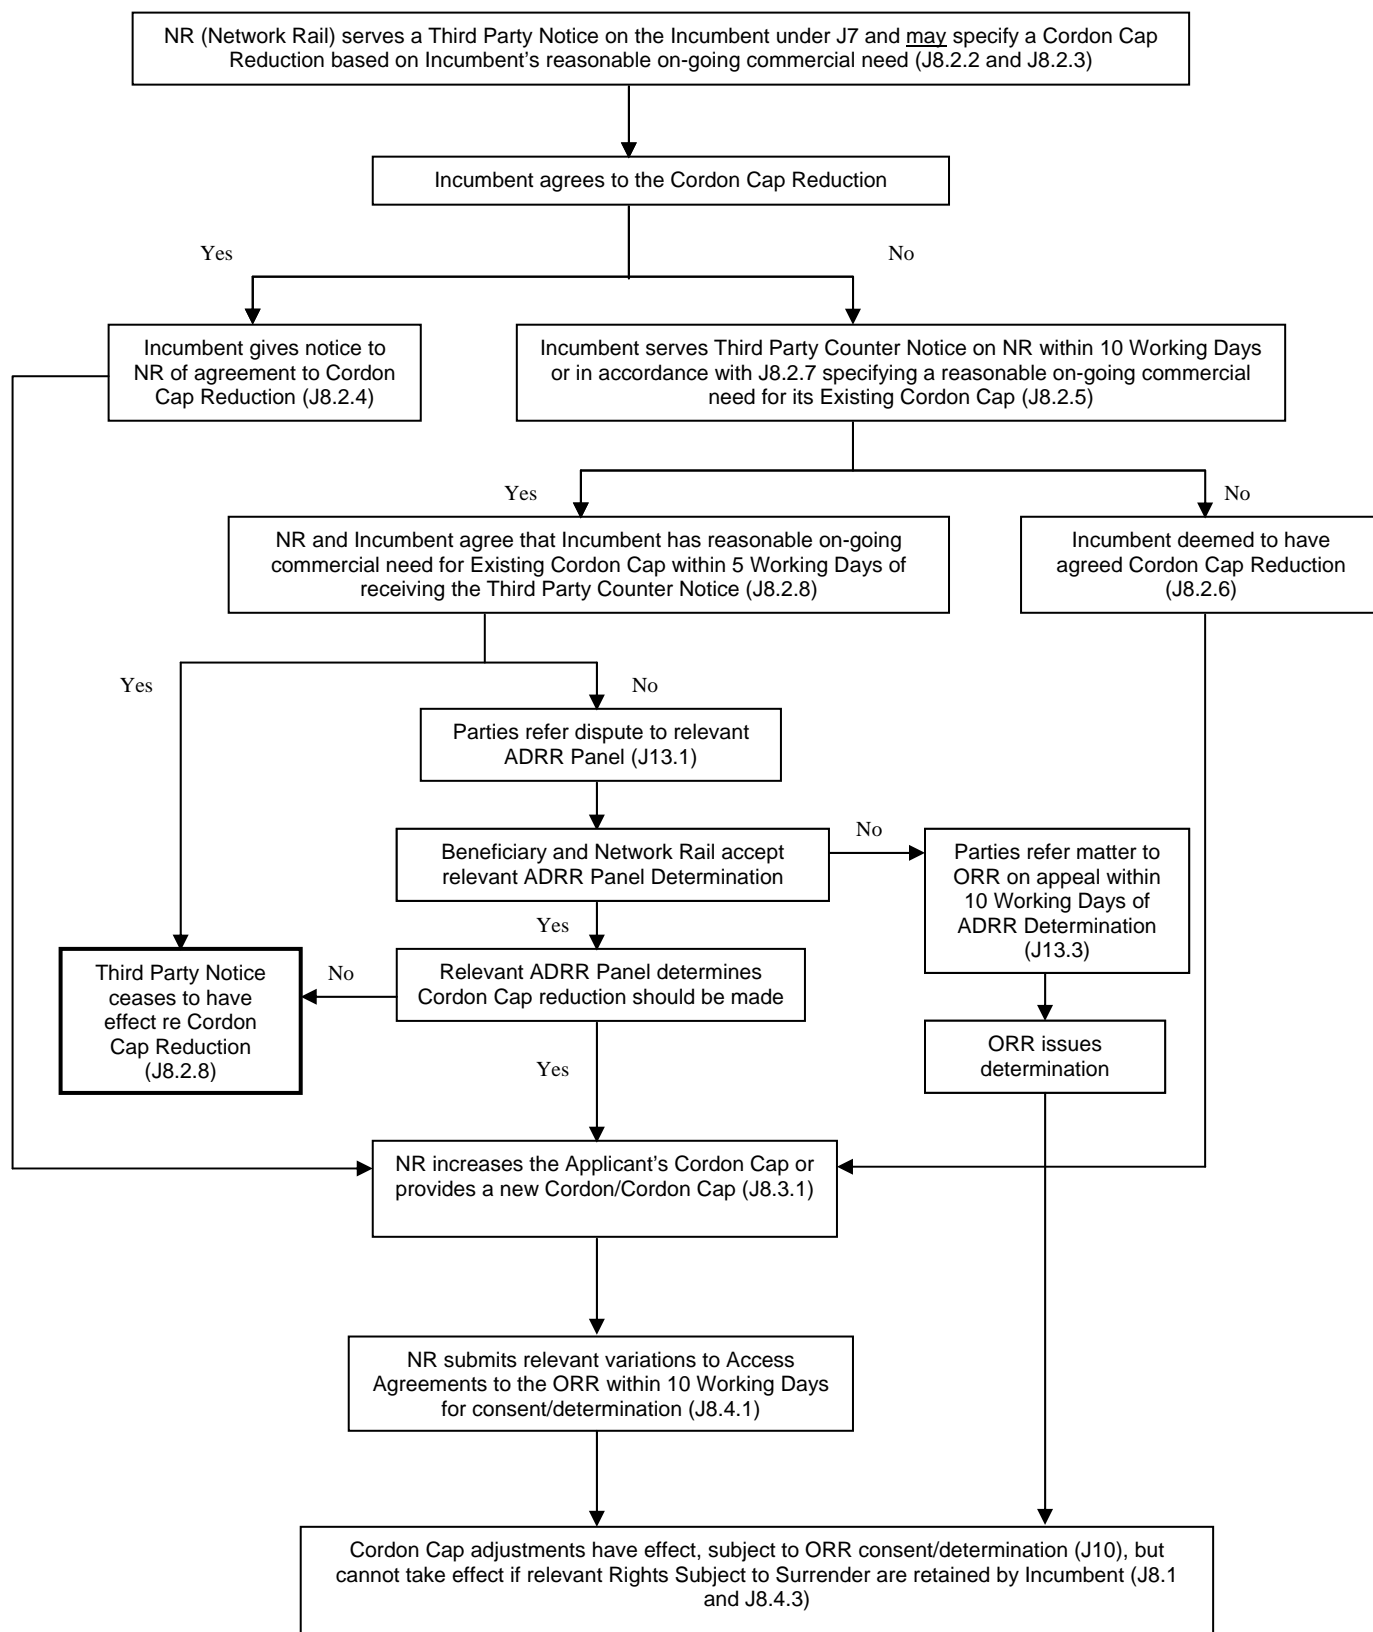 NR (Network Rail) serves a Third Party Notice on the Incumbent under J7 and may specify a Cordon Cap
Reduction based on Incumbent's reasonable on-going commercial need (J8.2.2 and J8.2.3)
Incumbent agrees to the Cordon Cap Reduction
Yes
No
Incumbent gives notice to
NR of agreement to Cordon
Cap Reduction (J8.2.4)
Incumbent serves Third Party Counter Notice on NR within 10 Working Days
or in accordance with J8.2.7 specifying a reasonable on-going commercial
need for its Existing Cordon Cap (J8.2.5)
Yes
No
NR and Incumbent agree that Incumbent has reasonable on-going
commercial need for Existing Cordon Cap within 5 Working Days of
receiving the Third Party Counter Notice (J8.2.8)
Incumbent deemed to have
agreed Cordon Cap Reduction
(J8.2.6)
Yes
No
Parties refer dispute to relevant
ADRR Panel (J13.1)
Beneficiary and Network Rail accept
relevant ADRR Panel Determination
No
Parties refer matter to
ORR on appeal within
10 Working Days of
ADRR Determination
(J13.3)
Yes
Third Party Notice
ceases to have
effect re Cordon
Cap Reduction
(J8.2.8)
No
Relevant ADRR Panel determines
Cordon Cap reduction should be made
ORR issues
determination
Yes
NR increases the Applicant's Cordon Cap or
provides a new Cordon/Cordon Cap (J8.3.1)
NR submits relevant variations to Access
Agreements to the ORR within 10 Working Days
for consent/determination (J8.4.1)
Cordon Cap adjustments have effect, subject to ORR consent/determination (J10), but
cannot take effect if relevant Rights Subject to Surrender are retained by Incumbent (J8.1
and J8.4.3)